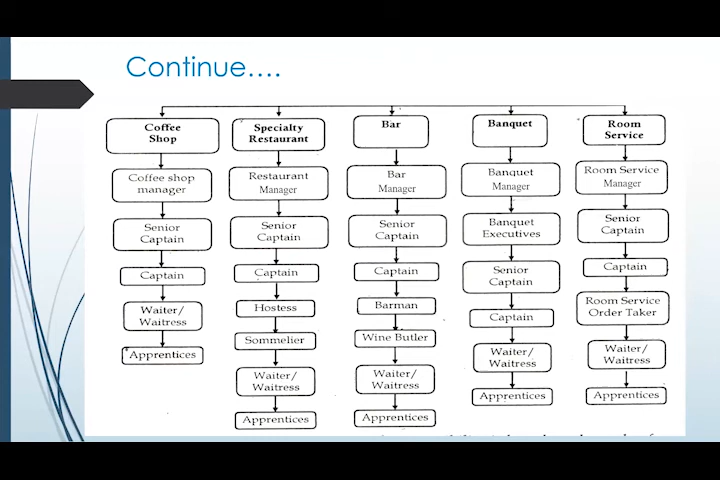 Continue....
Coffee
Shop
Coffee shop
manager
Senior
Captain
Captain
Waiter/
Waitress
Apprentices
Specialty
Restaurant
Restaurant
Manager
Senior
Captain
Captain
Hostess
Sommelier
Waiter/
Waitress
Apprentices
Bar
Bar
Manager
Senior
Captain
Captain
Barman
Wine Butler
Waiter/
Waitress
Apprentices
Banquet
Banquet
Manager
Banquet
Executives
Senior
Captain
Captain
Waiter/
Waitress
Apprentices
Room
Service
Room Service
Manager
Senior
Captain
Captain
Room Service
Order Taker
Waiter/
Waitress
Apprentices